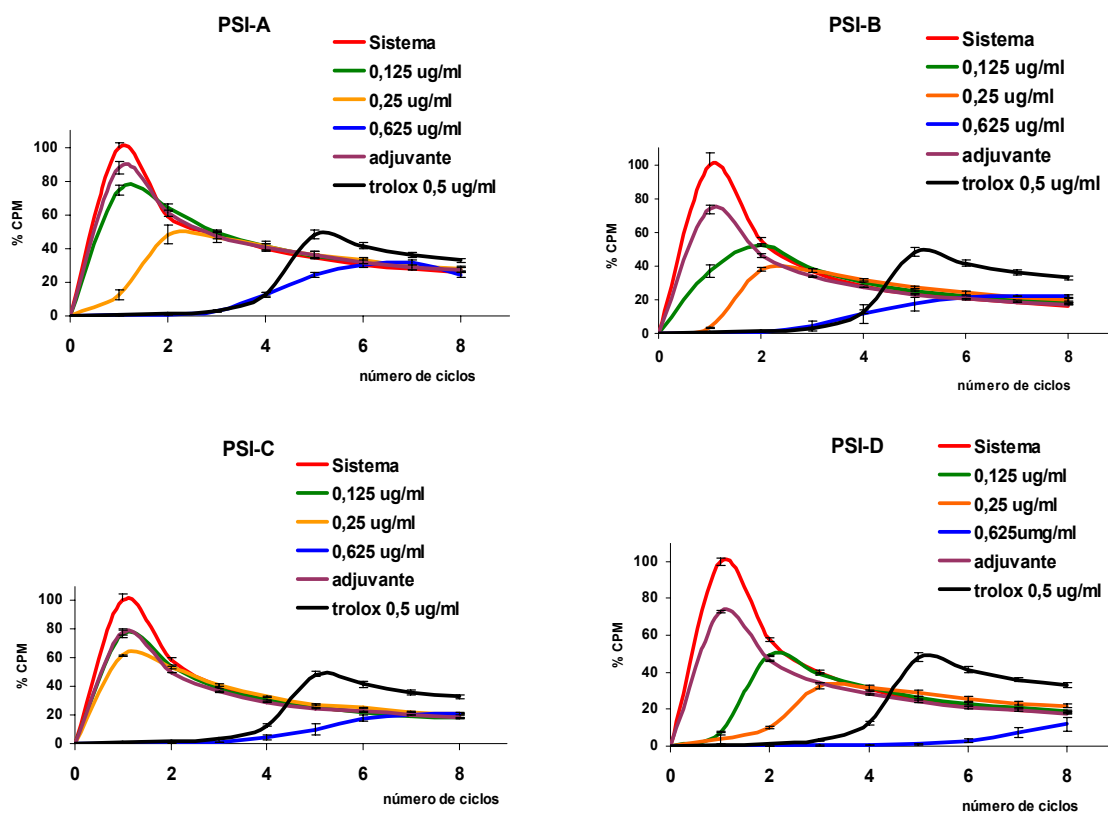 PSI-A
Sistema
0,125 ug/ml
0,25 ug/ml
0,625 ug/ml
adjuvante
trolox 0,5 ug/ml
% CPM
100
80
60
40
20
0
0 2 4 6 8
número de ciclos
PSI-B
Sistema
0,125 ug/ml
0,25 ug/ml
0,625 ug/ml
adjuvante
trolox 0,5 ug/ml
% CPM
100
80
60
40
20
0
0 2 4 6 8
número de ciclos
PSI-C
Sistema
0,125 ug/ml
0,25 ug/ml
0,625 ug/ml
adjuvante
trolox 0,5 ug/ml
% CPM
100
80
60
40
20
0
0 2 4 6 8
número de ciclos
PSI-D
Sistema
0,125 ug/ml
0,25 ug/ml
0,625umg/ml
adjuvante
trolox 0,5 ug/ml
% CPM
100
80
60
40
20
0
0 2 4 6 8
número de ciclos